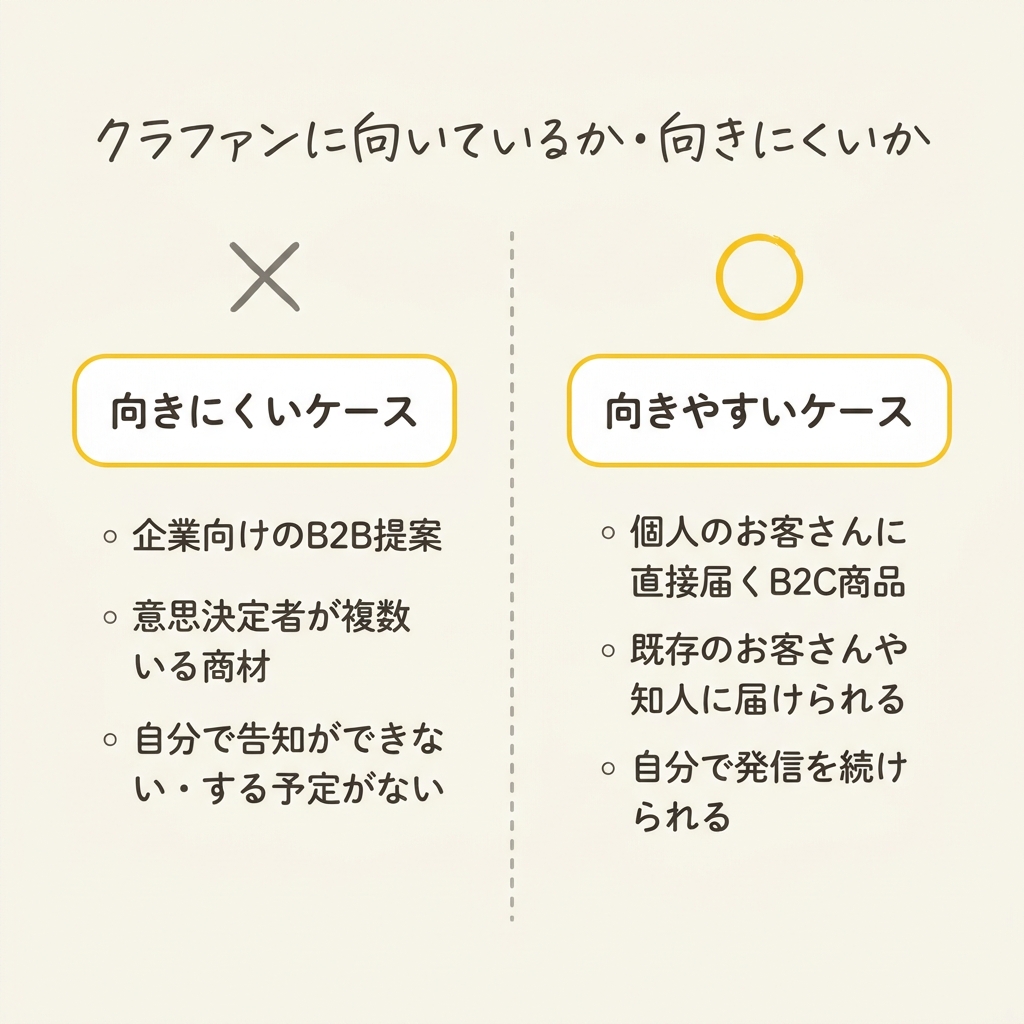 クラファンに向いているか・向きにくいか
向きにくいケース
企業向けのB2B提案
意思決定者が複数
いる商材
自分で告知ができな
い・する予定がない
向きやすいケース
個人のお客さんに
直接届くB2C商品
既存のお客さんや
知人に届けられる
自分で発信を続け
られる